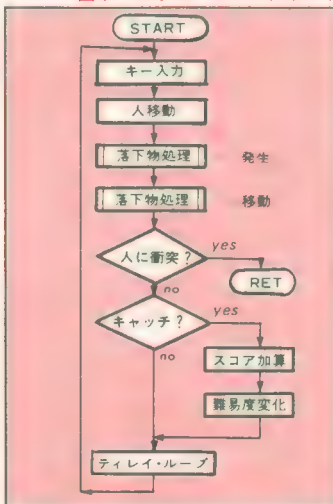 START
キー入力
人移動
落下物処理 発生
落下物処理 移動
人に衝突？ yes
RET
no
キャッチ？ yes
no
スコア加算
難易度変化
ディレイ・ループ